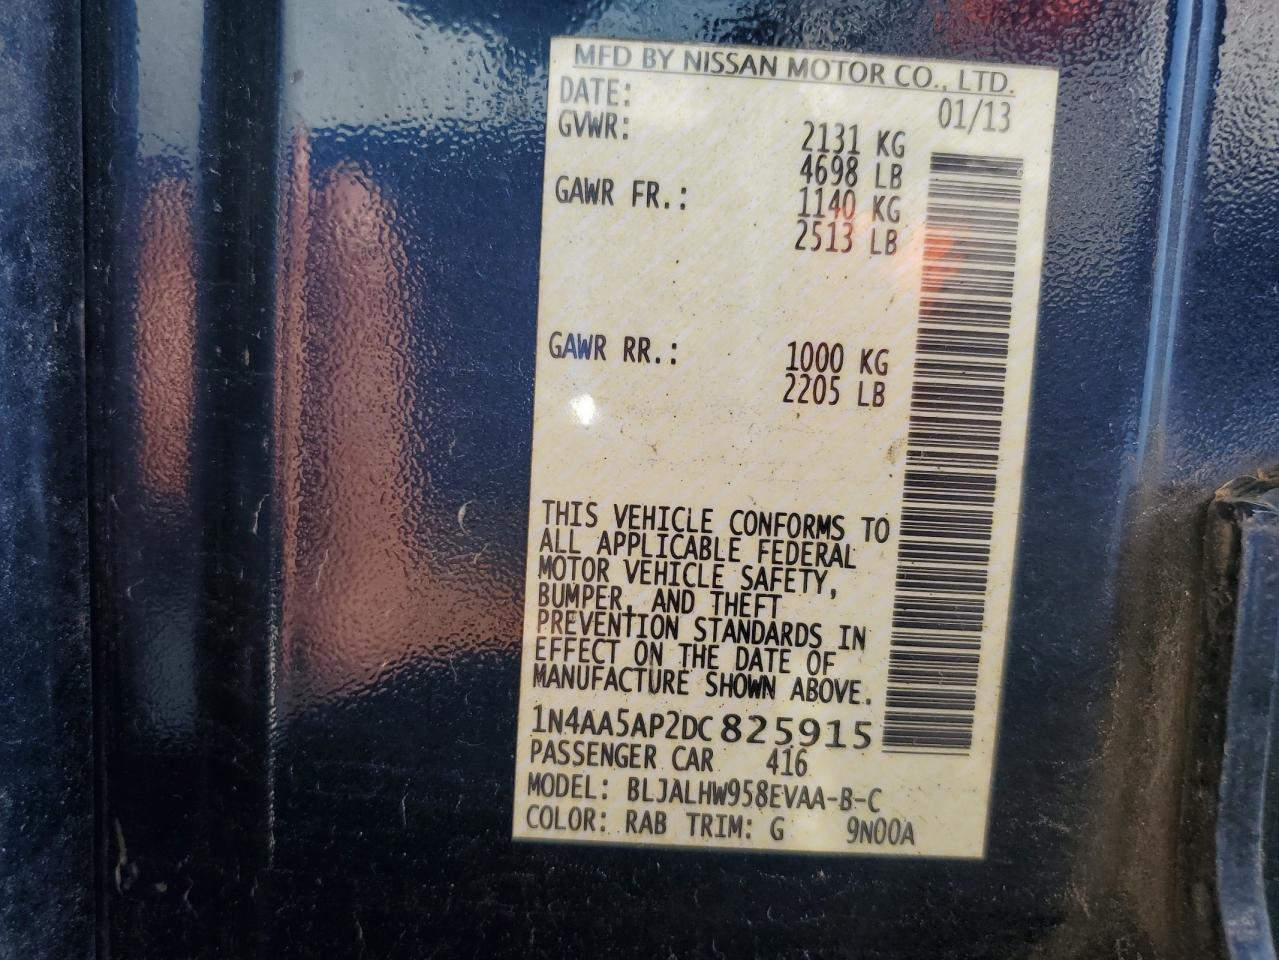 MFD BY NISSAN MOTOR CO., LTD.
DATE: 01/13
GVWR: 2131 KG
4698 LB
GAWR FR.: 1140 KG
2513 LB
GAWR RR.: 1000 KG
2205 LB
THIS VEHICLE CONFORMS TO
ALL APPLICABLE FEDERAL
MOTOR VEHICLE SAFETY,
BUMPER, AND THEFT
PREVENTION STANDARDS IN
EFFECT ON THE DATE OF
MANUFACTURE SHOWN ABOVE.
1N4AA5AP2DC825915
PASSENGER CAR 416
MODEL: BLJALHW958EVAA-B-C
COLOR: RAB TRIM: G 9N00A